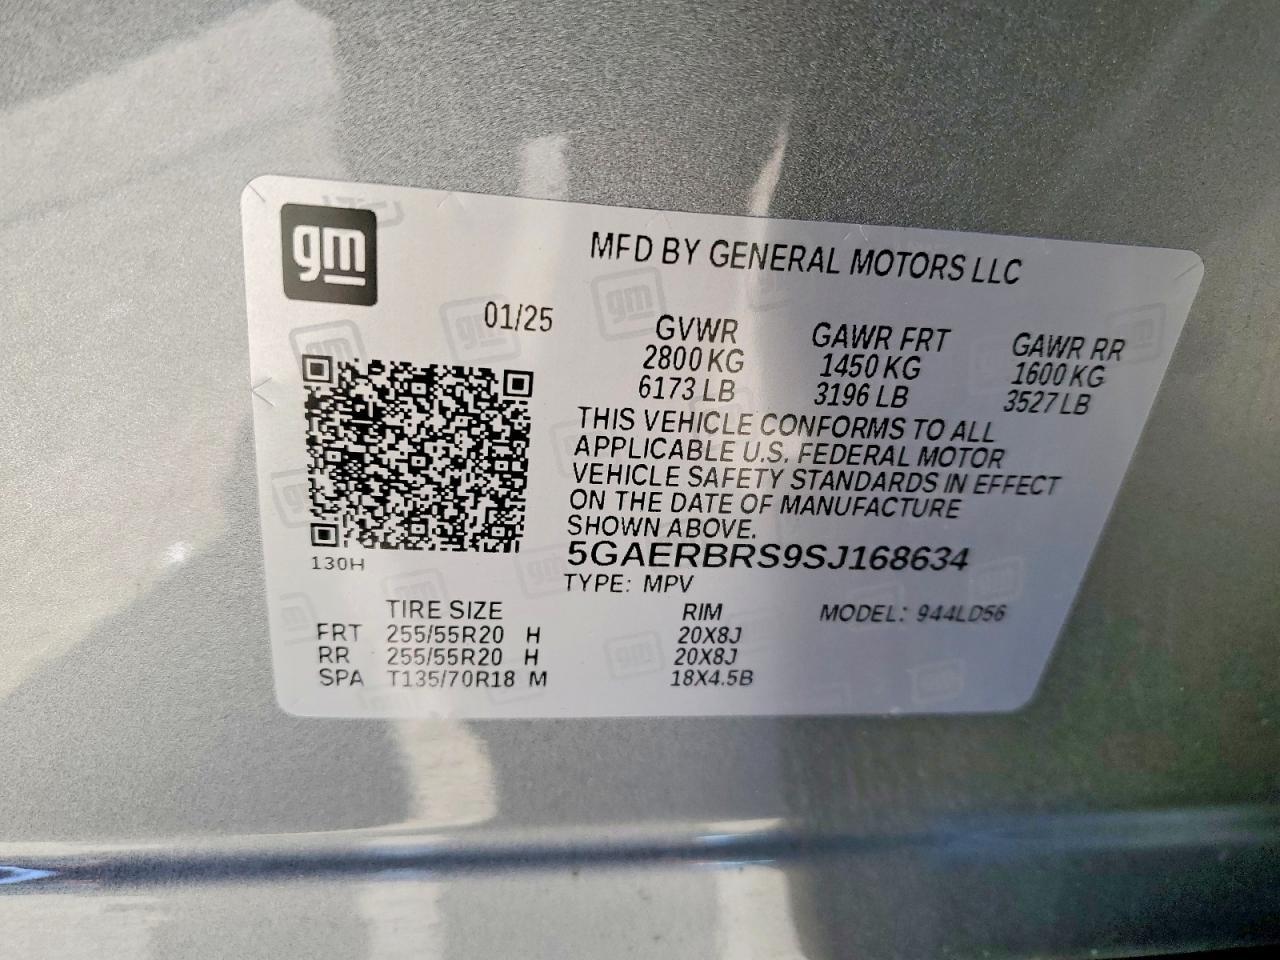 gm
MFD BY GENERAL MOTORS LLC
01/25
GVWR GAWR FRT GAWR RR
2800 KG 1450 KG 1600 KG
6173 LB 3196 LB 3527 LB
THIS VEHICLE CONFORMS TO ALL
APPLICABLE U.S. FEDERAL MOTOR
VEHICLE SAFETY STANDARDS IN EFFECT
ON THE DATE OF MANUFACTURE
SHOWN ABOVE.
5GAERBRS9SJ168634
130H
TYPE: MPV
TIRE SIZE RIM MODEL: 944LD56
FRT 255/55R20 H 20X8J
RR 255/55R20 H 20X8J
SPA T135/70R18 M 18X4.5B